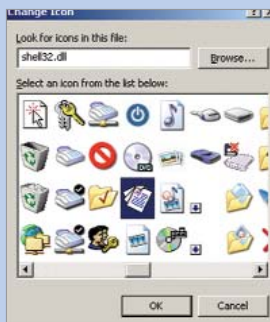 Change Icon
Look for icons in this file:
shell32.dll
Browse...
Select an icon from the list below:
DVD
OK
Cancel